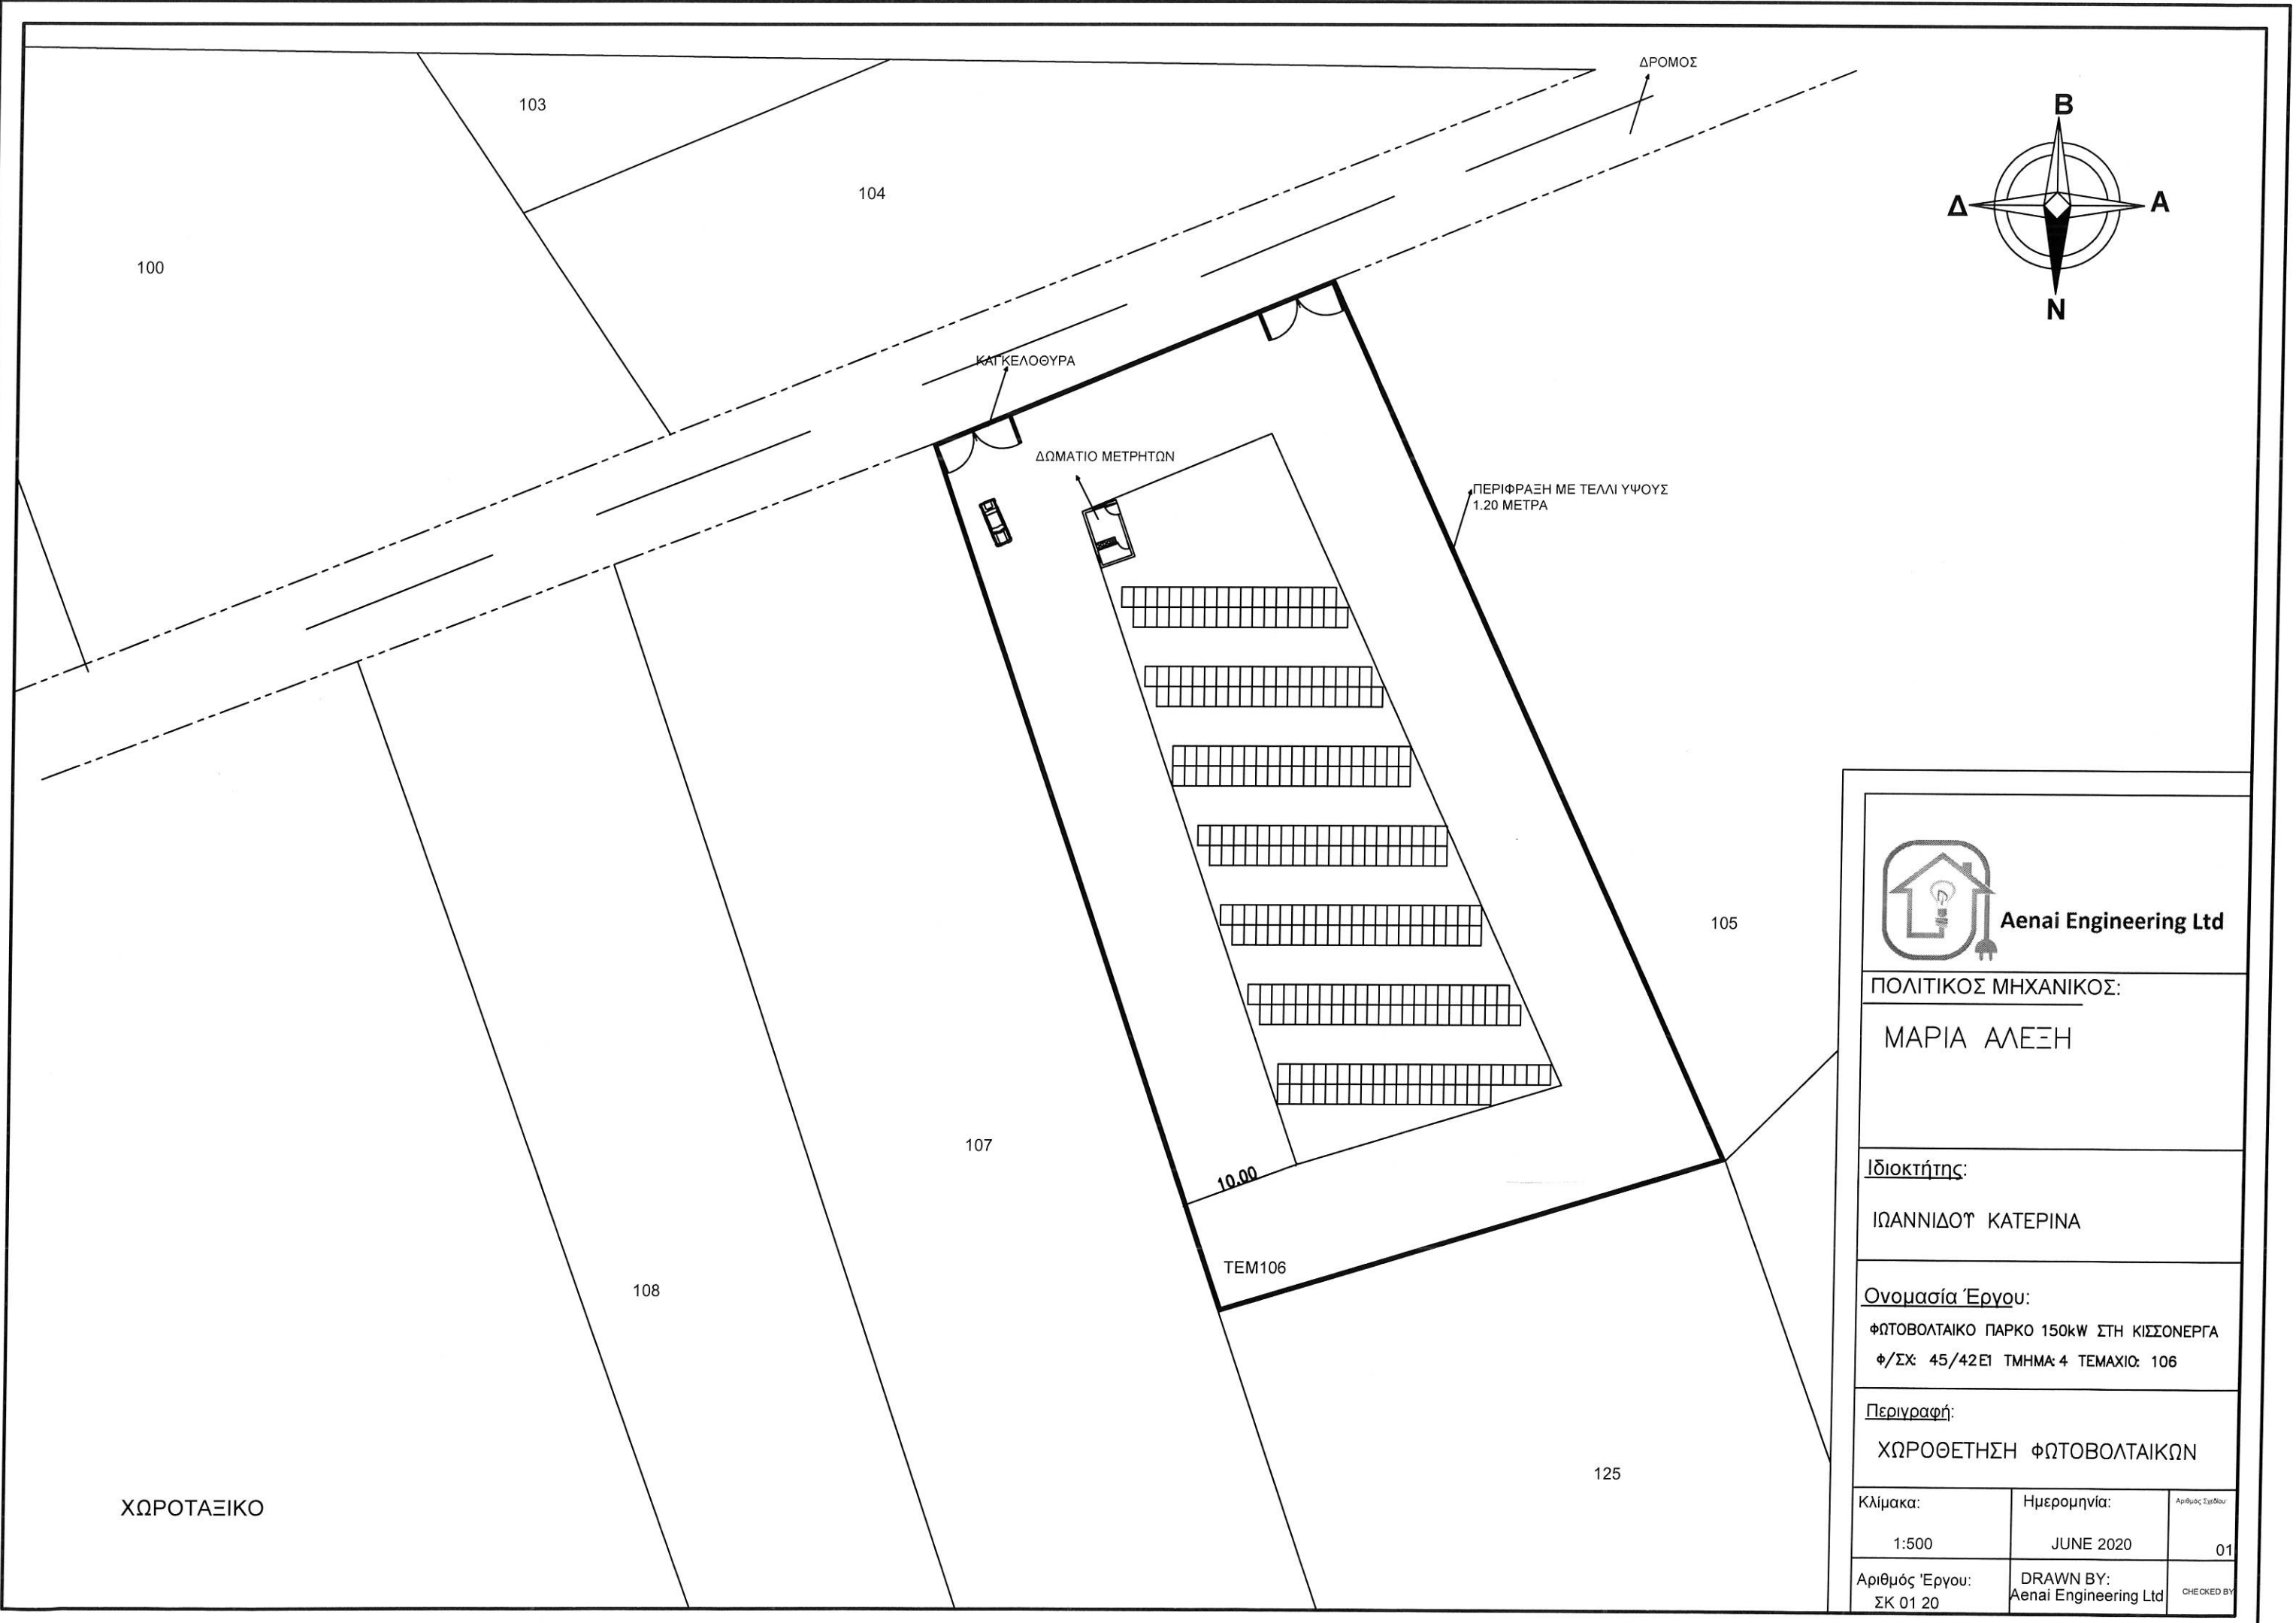 ΔΡΟΜΟΣ
103
104
100
Β
Δ
Α
Ν
ΚΑΓΚΕΛΟΘΥΡΑ
ΔΩΜΑΤΙΟ ΜΕΤΡΗΤΩΝ
ΠΕΡΙΦΡΑΞΗ ΜΕ ΤΕΛΛΙ ΥΨΟΥΣ
1.20 ΜΕΤΡΑ
105
107
10.00
ΤΕΜ106
108
125
ΧΩΡΟΤΑΞΙΚΟ
Aenai Engineering Ltd
ΠΟΛΙΤΙΚΟΣ ΜΗΧΑΝΙΚΟΣ:
ΜΑΡΙΑ ΑΛΕΞΗ
Ιδιοκτήτης:
ΙΩΑΝΝΙΔΟΥ ΚΑΤΕΡΙΝΑ
Ονομασία Έργου:
ΦΩΤΟΒΟΛΤΑΙΚΟ ΠΑΡΚΟ 150kW ΣΤΗ ΚΙΣΣΟΝΕΡΓΑ
Φ/ΣΧ: 45/42Ε1 ΤΜΗΜΑ: 4 ΤΕΜΑΧΙΟ: 106
Περιγραφή:
ΧΩΡΟΘΕΤΗΣΗ ΦΩΤΟΒΟΛΤΑΙΚΩΝ
Κλίμακα:
1:500
Ημερομηνία:
JUNE 2020
Αριθμός Σχεδίου
01
Αριθμός Έργου:
ΣΚ 01 20
DRAWN BY:
Aenai Engineering Ltd
CHECKED BY